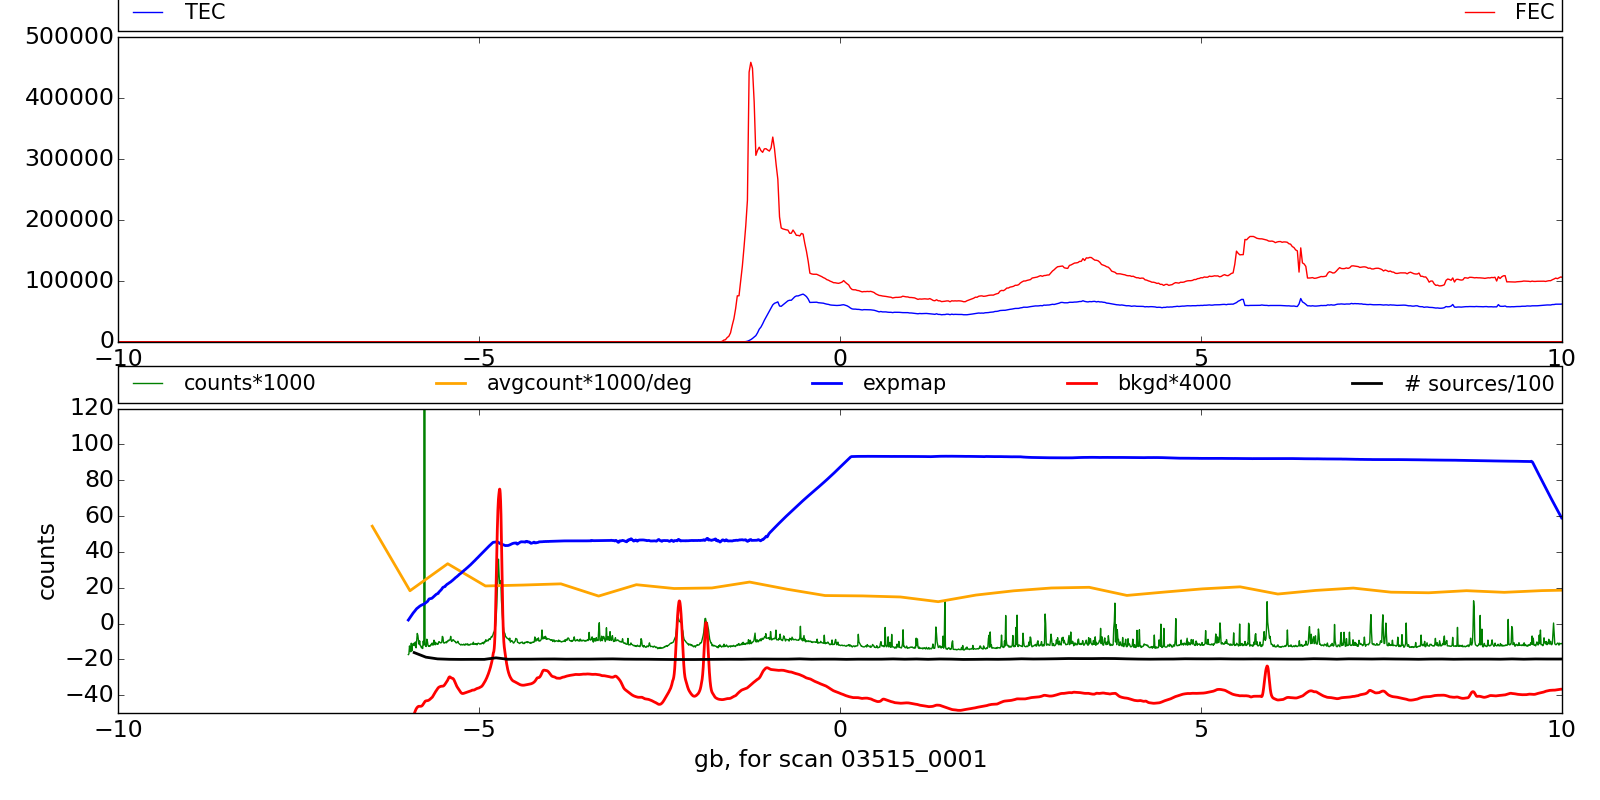 TEC FEC
500000
400000
300000
200000
100000
0
−10 −5 0 5 10
counts*1000 avgcount*1000/deg expmap bkgd*4000 # sources/100
120
100
80
60
40
20
0
−20
−40
counts
−10 −5 0 5 10
gb, for scan 03515_0001